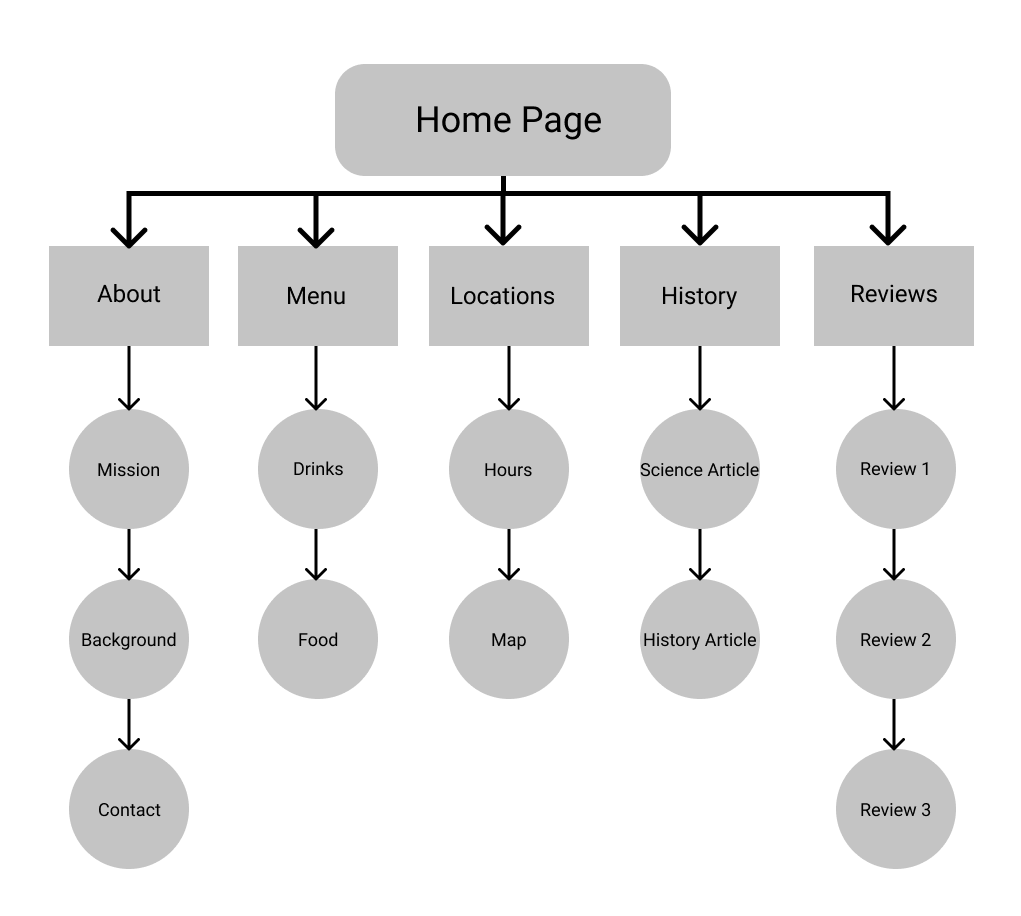 Home Page
About
Menu
Locations
History
Reviews
Mission
Drinks
Hours
Science Article
Review 1
Background
Food
Map
History Article
Review 2
Contact
Review 3